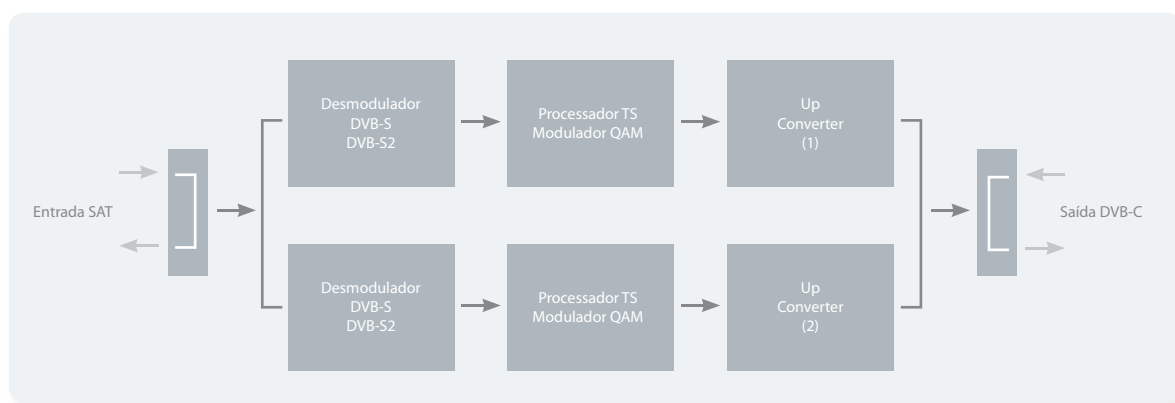 Entrada SAT
Desmodulador
DVB-S
DVB-S2
Processador TS
Modulador QAM
Up
Converter
(1)
Desmodulador
DVB-S
DVB-S2
Processador TS
Modulador QAM
Up
Converter
(2)
Saída DVB-C